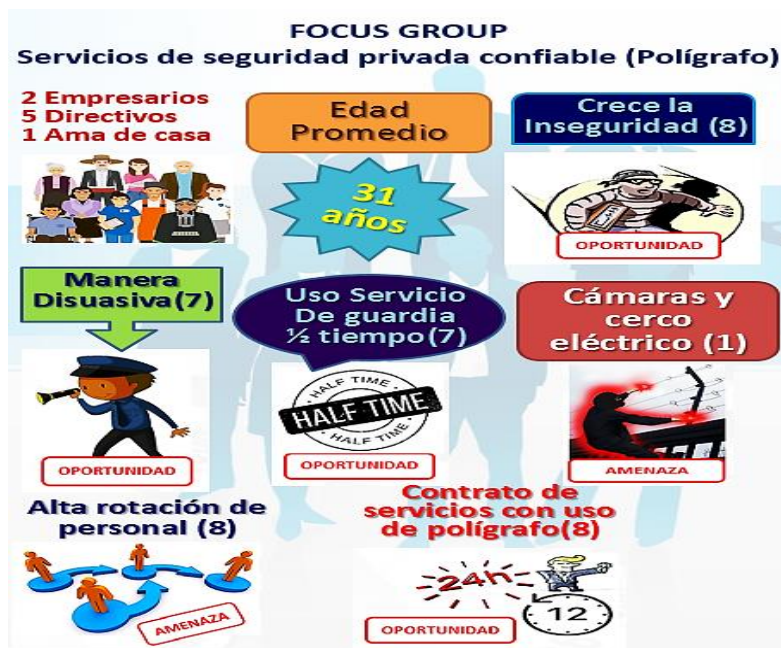 FOCUS GROUP
Servicios de seguridad privada confiable (Polígrafo)
2 Empresarios
5 Directivos
1 Ama de casa
Edad
Promedio
31
años
Crece la
Inseguridad (8)
OPORTUNIDAD
Manera
Disuasiva(7)
OPORTUNIDAD
Uso Servicio
De guardia
½ tiempo(7)
HALF TIME
HALF TIME
HALF TIME
OPORTUNIDAD
Cámaras y
cerco
eléctrico (1)
AMENAZA
Alta rotación de
personal (8)
AMENAZA
Contrato de
servicios con uso
de polígrafo(8)
24h
12
OPORTUNIDAD